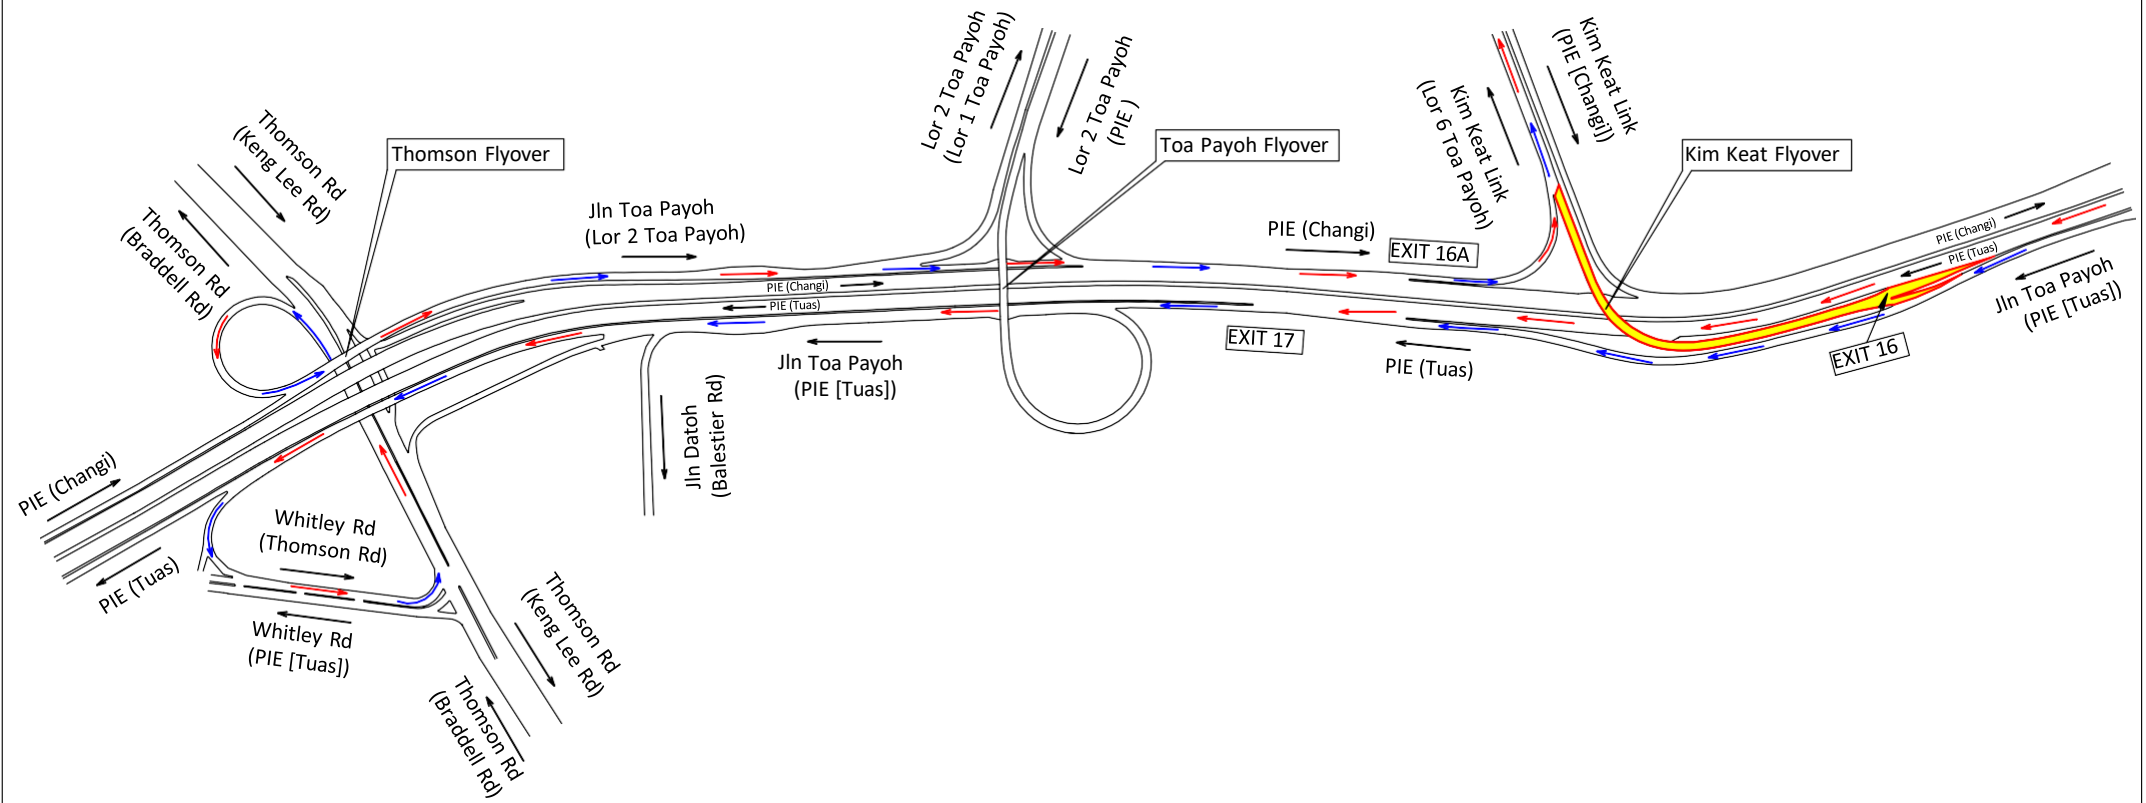 Thomson Rd
(Keng Lee Rd)
Thomson Rd
(Braddell Rd)
Thomson Flyover
Jln Toa Payoh
(Lor 2 Toa Payoh)
Lor 2 Toa Payoh
(Lor 1 Toa Payoh)
Lor 2 Toa Payoh
(PIE )
Toa Payoh Flyover
PIE (Changi)
EXIT 16A
Kim Keat Link
(Lor 6 Toa Payoh)
Kim Keat Link
(PIE [Changi])
Kim Keat Flyover
PIE (Changi)
PIE (Tuas)
Jln Toa Payoh
(PIE [Tuas])
EXIT 16
PIE (Changi)
PIE (Tuas)
Jln Toa Payoh
(PIE [Tuas])
EXIT 17
PIE (Tuas)
Jln Datoh
(Balestier Rd)
PIE (Changi)
PIE (Tuas)
Whitley Rd
(Thomson Rd)
Whitley Rd
(PIE [Tuas])
Thomson Rd
(Keng Lee Rd)
Thomson Rd
(Braddell Rd)